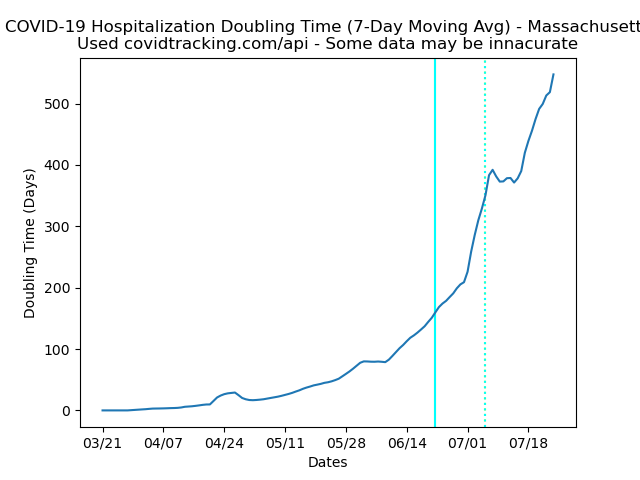 COVID-19 Hospitalization Doubling Time (7-Day Moving Avg) - Massachusett
Used covidtracking.com/api - Some data may be innacurate
500
400
300
200
100
0
Doubling Time (Days)
03/21 04/07 04/24 05/11 05/28 06/14 07/01 07/18
Dates